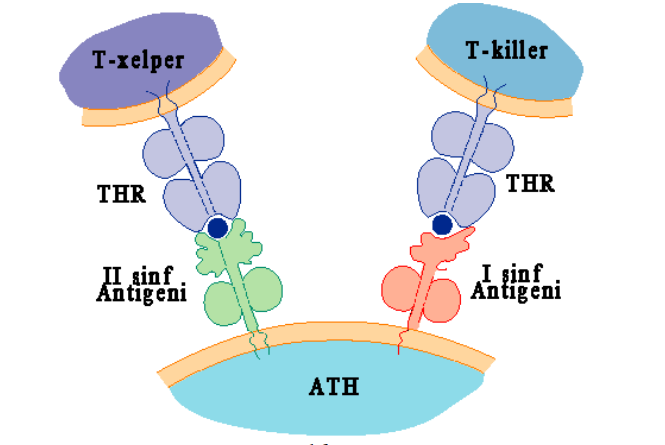 T-xelper
T-killer
THR
THR
II sinf
Antigeni
I sinf
Antigeni
ATH